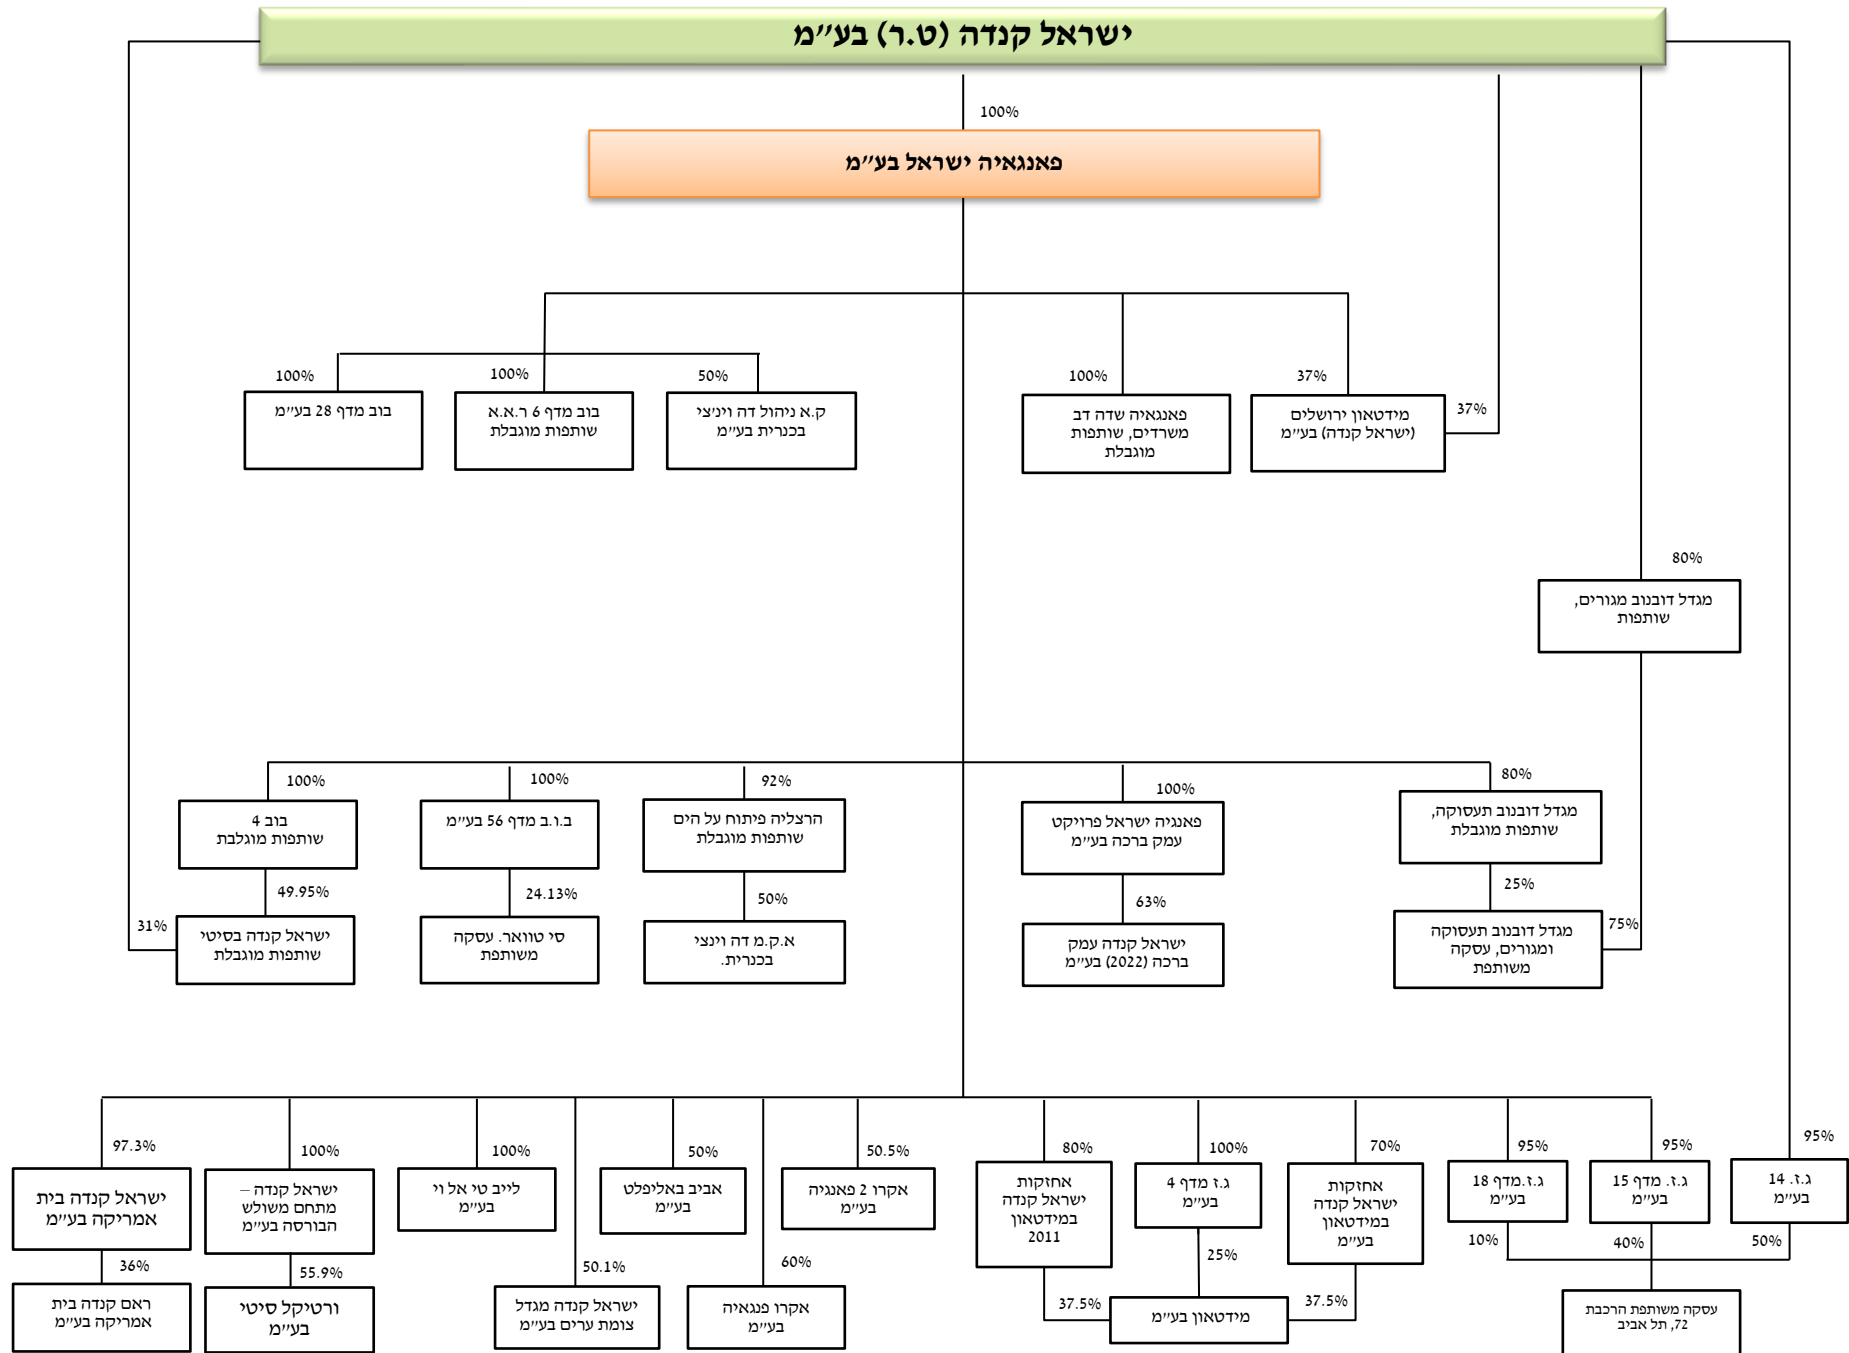 ישראל קנדה (ט.ר) בע״מ
100%
פאנגאיה ישראל בע״מ
37%
100%
50%
100%
100%
מידטאון ירושלים
(ישראל קנדה) בע״מ
37%
פאנגאיה שדה דב
משרדים, שותפות
מוגבלת
ק.א ניהול דה וינצ׳י
בכנרית בע״מ
בוב מדף 6 ר.א.א
שותפות מוגבלת
בוב מדף 28 בע״מ
80%
מגדל דובנוב מגורים,
שותפות
80%
100%
92%
100%
100%
מגדל דובנוב תעסוקה,
שותפות מוגבלת
פאנגיה ישראל פרויקט
עמק ברכה בע״מ
הרצליה פיתוח על הים
שותפות מוגבלת
ב.ו.ב מדף 56 בע״מ
בוב 4
שותפות מוגלבת
25%
63%
50%
24.13%
49.95%
75%
מגדל דובנוב תעסוקה
ומגורים, עסקה
משותפת
ישראל קנדה עמק
ברכה (2022) בע״מ
א.ק.מ דה וינצי
בכנרית.
סי טוואר. עסקה
משותפת
ישראל קנדה בסיטי
שותפות מוגבלת
31%
95%
95%
95%
70%
100%
80%
50.5%
50%
100%
100%
97.3%
ג.ז. 14
בע״מ
ג.ז. מדף 15
בע״מ
ג.ז.מדף 18
בע״מ
אחזקות
ישראל קנדה
במידטאון
בע״מ
ג.ז מדף 4
בע״מ
אחזקות
ישראל קנדה
במידטאון
2011
אקרו 2 פאנגיה
בע״מ
אביב באליפלט
בע״מ
לייב טי אל וי
בע״מ
ישראל קנדה –
מתחם משולש
הבורסה בע״מ
ישראל קנדה בית
אמריקה בע״מ
50%
40%
10%
25%
60%
50.1%
55.9%
36%
עסקה משותפת הרכבת
72, תל אביב
37.5%
מידטאון בע״מ
37.5%
אקרו פנגאיה
בע״מ
ישראל קנדה מגדל
צומת ערים בע״מ
ורטיקל סיטי
בע״מ
ראם קנדה בית
אמריקה בע״מ